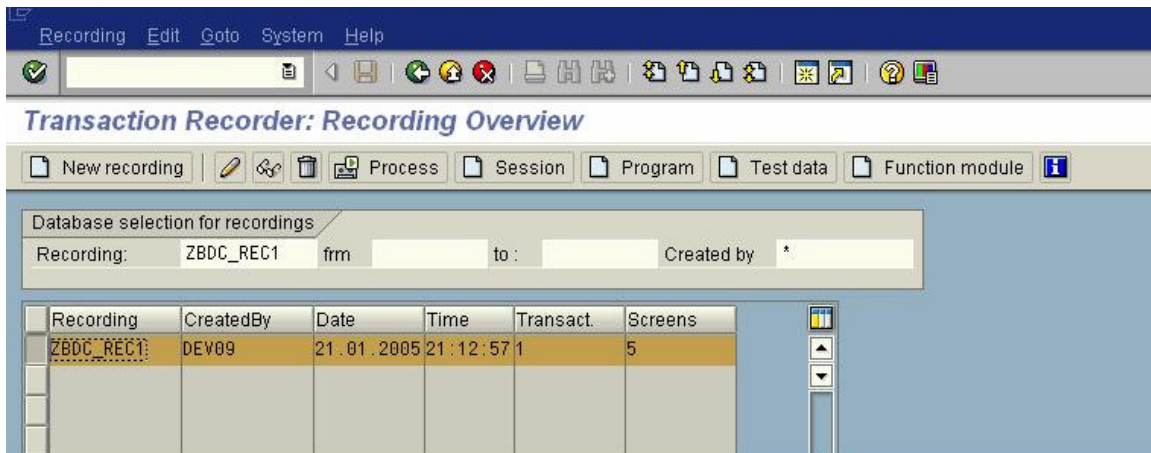 Recording Edit Goto System Help
Transaction Recorder: Recording Overview
New recording Process Session Program Test data Function module
Database selection for recordings
Recording: ZBDC_REC1 frm to : Created by *
Recording CreatedBy Date Time Transact. Screens
ZBDC_REC1 DEV09 21.01.2005 21:12:57 1 5